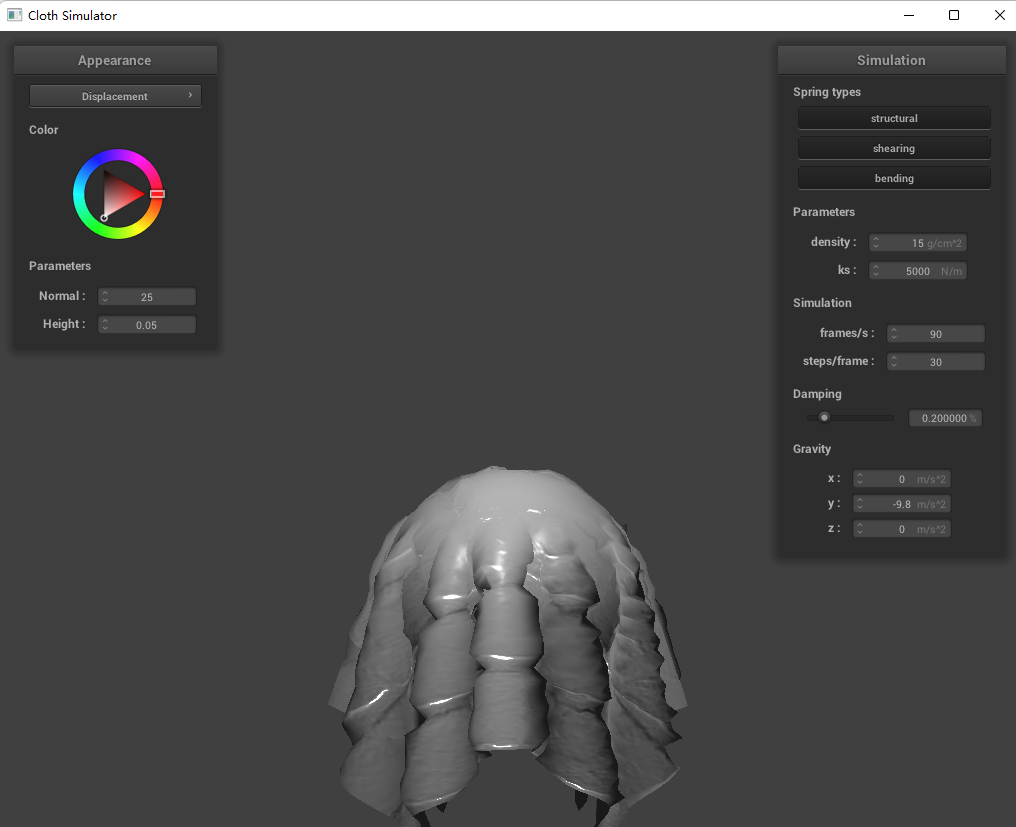 Cloth Simulator
Appearance
Displacement
Color
Parameters
Normal : 25
Height : 0.05
Simulation
Spring types
structural
shearing
bending
Parameters
density : 15 g/cm^2
ks : 5000 N/m
Simulation
frames/s : 90
steps/frame : 30
Damping
0.200000 %
Gravity
x : 0 m/s^2
y : -9.8 m/s^2
z : 0 m/s^2